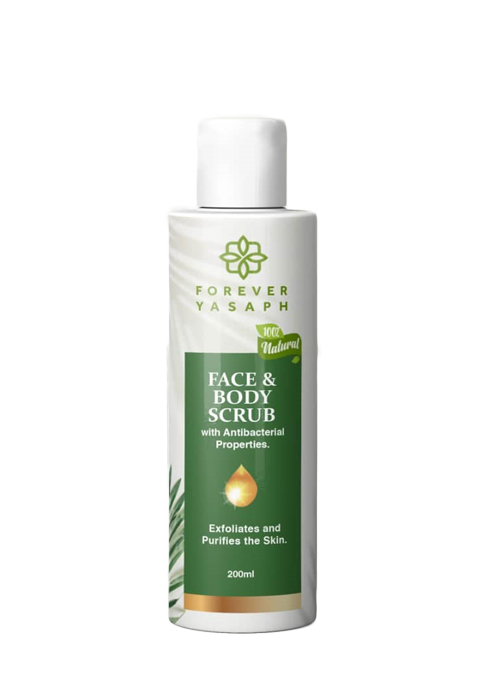 FOREVER
YASAPH
100%
Natural
FACE &
BODY
SCRUB
with Antibacterial
Properties.
Exfoliates and
Purifies the Skin.
200ml